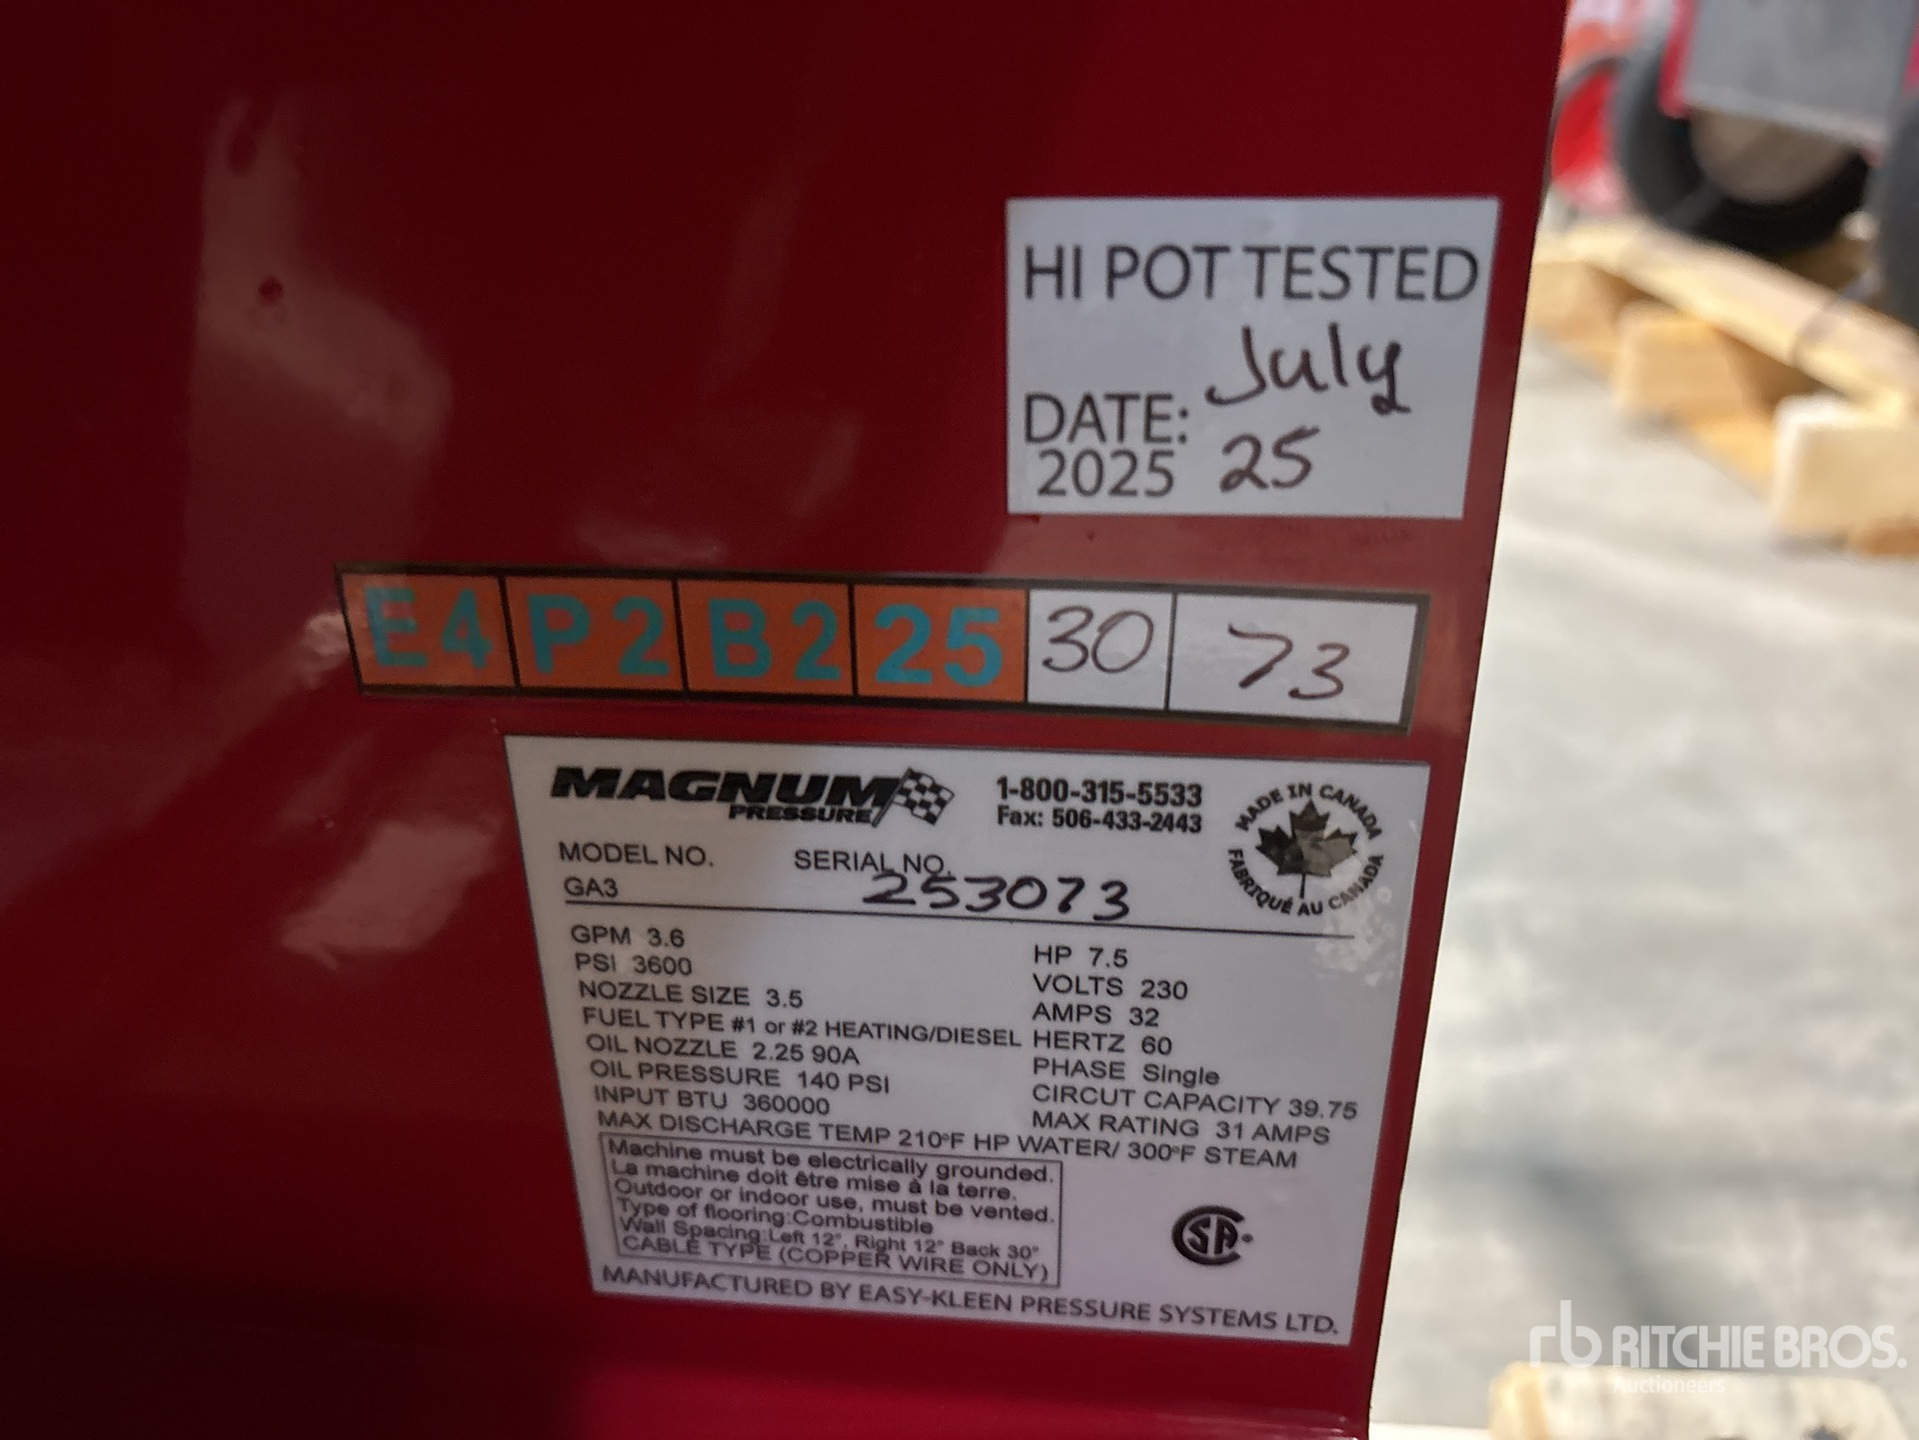 HI POT TESTED
DATE: July
2025 25
E4 P2 B2 25 30 73
MAGNUM
PRESSURE
1-800-315-5533
Fax: 506-433-2443
MADE IN CANADA
FABRIQUÉ AU CANADA
MODEL NO. SERIAL NO.
GA3 253073
GPM 3.6
PSI 3600
NOZZLE SIZE 3.5
FUEL TYPE #1 or #2 HEATING/DIESEL
OIL NOZZLE 2.25 90A
OIL PRESSURE 140 PSI
INPUT BTU 360000
HP 7.5
VOLTS 230
AMPS 32
HERTZ 60
PHASE Single
CIRCUT CAPACITY 39.75
MAX RATING 31 AMPS
MAX DISCHARGE TEMP 210°F HP WATER/ 300°F STEAM
Machine must be electrically grounded.
La machine doit être mise à la terre.
Outdoor or indoor use, must be vented.
Type of flooring:Combustible
Wall Spacing:Left 12", Right 12" Back 30"
CABLE TYPE (COPPER WIRE ONLY)
SA
MANUFACTURED BY EASY-KLEEN PRESSURE SYSTEMS LTD.
rb RITCHIE BROS.
Auctioneers